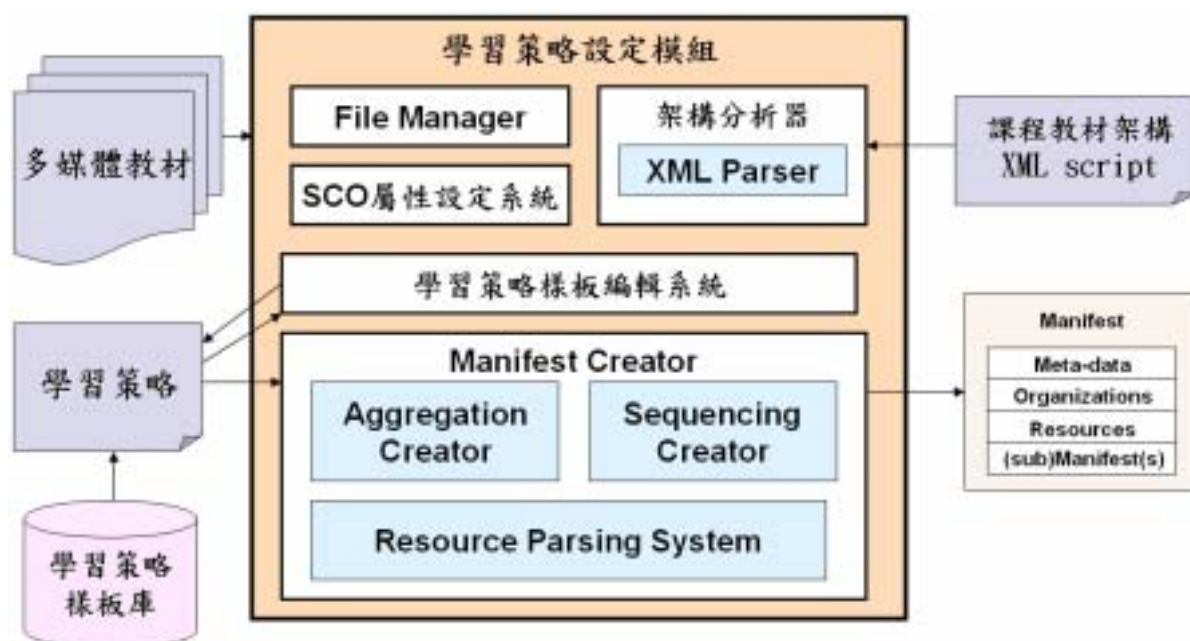 學習策略設定模組
多媒體教材
File Manager
SCO屬性設定系統
架構分析器
XML Parser
課程教材架構
XML script
學習策略樣板編輯系統
學習策略
學習策略
樣板庫
Manifest Creator
Aggregation
Creator
Sequencing
Creator
Resource Parsing System
Manifest
Meta-data
Organizations
Resources
(sub)Manifest(s)